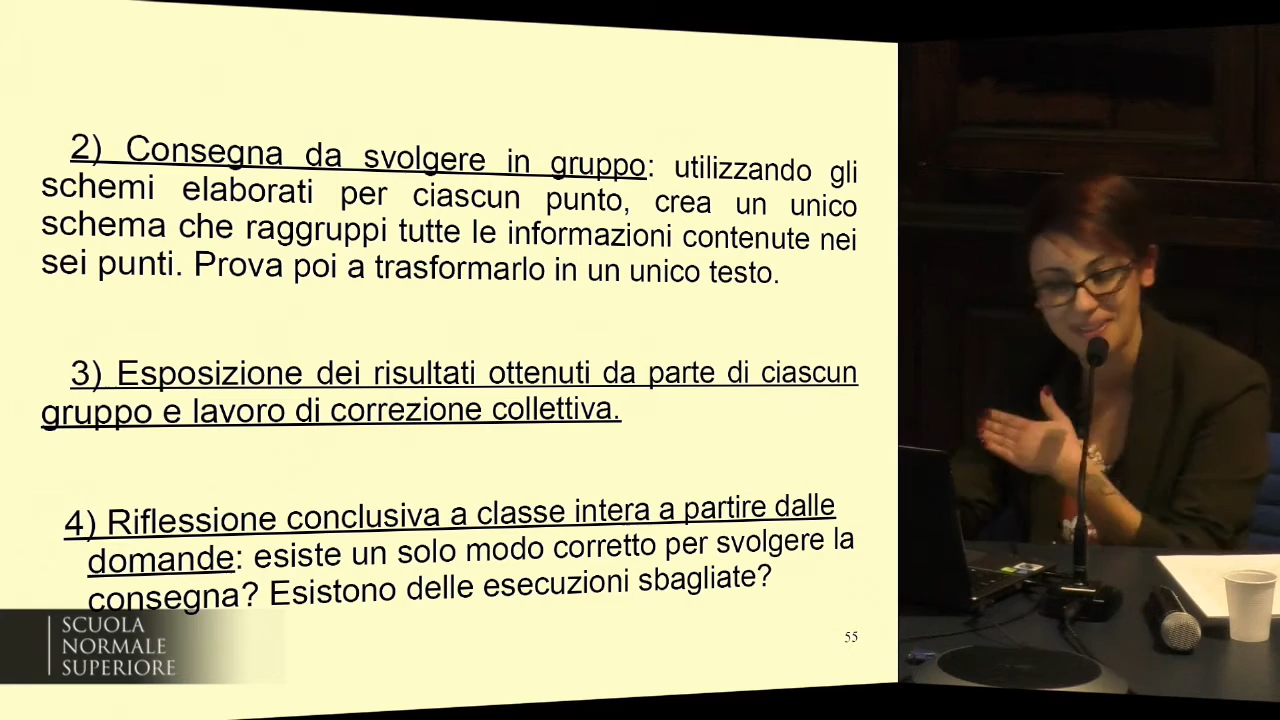 2) Consegna da svolgere in gruppo: utilizzando gli
schemi elaborati per ciascun punto, crea un unico
schema che raggruppi tutte le informazioni contenute nei
sei punti. Prova poi a trasformarlo in un unico testo.
3) Esposizione dei risultati ottenuti da parte di ciascun
gruppo e lavoro di correzione collettiva.
4) Riflessione conclusiva a classe intera a partire dalle
domande: esiste un solo modo corretto per svolgere la
consegna? Esistono delle esecuzioni sbagliate?
55
SCUOLA
NORMALE
SUPERIORE